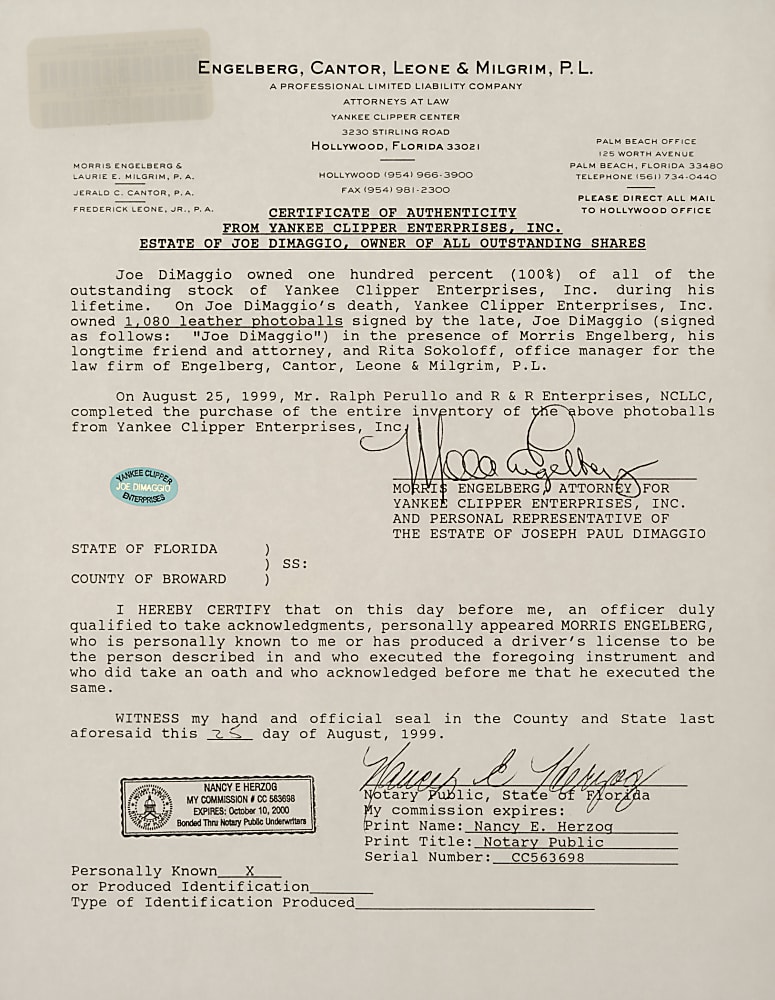 ENGELBERG, CANTOR, LEONE & MILGRIM, P.L.
A PROFESSIONAL LIMITED LIABILITY COMPANY
ATTORNEYS AT LAW
YANKEE CLIPPER CENTER
3230 STIRLING ROAD
HOLLYWOOD, FLORIDA 33021
HOLLYWOOD (954) 966-3900
FAX (954) 981-2300
MORRIS ENGELBERG &
LAURIE E. MILGRIM, P.A.
JERALD C. CANTOR, P.A.
FREDERICK LEONE, JR., P.A.
PALM BEACH OFFICE
125 WORTH AVENUE
PALM BEACH, FLORIDA 33480
TELEPHONE (561) 734-0440
PLEASE DIRECT ALL MAIL
TO HOLLYWOOD OFFICE
CERTIFICATE OF AUTHENTICITY
FROM YANKEE CLIPPER ENTERPRISES, INC.
ESTATE OF JOE DIMAGGIO, OWNER OF ALL OUTSTANDING SHARES
Joe DiMaggio owned one hundred percent (100%) of all of the
outstanding stock of Yankee Clipper Enterprises, Inc. during his
lifetime. On Joe DiMaggio's death, Yankee Clipper Enterprises, Inc.
owned 1,080 leather photoballs signed by the late, Joe DiMaggio (signed
as follows: "Joe DiMaggio") in the presence of Morris Engelberg, his
longtime friend and attorney, and Rita Sokoloff, office manager for the
law firm of Engelberg, Cantor, Leone & Milgrim, P.L.
On August 25, 1999, Mr. Ralph Perullo and R & R Enterprises, NCLLC,
completed the purchase of the entire inventory of the above photoballs
from Yankee Clipper Enterprises, Inc.
YANKEE CLIPPER
JOE DIMAGGIO
ENTERPRISES
MORRIS ENGELBERG, ATTORNEY FOR
YANKEE CLIPPER ENTERPRISES, INC.
AND PERSONAL REPRESENTATIVE OF
THE ESTATE OF JOSEPH PAUL DIMAGGIO
STATE OF FLORIDA )
) SS:
COUNTY OF BROWARD )
I HEREBY CERTIFY that on this day before me, an officer duly
qualified to take acknowledgments, personally appeared MORRIS ENGELBERG,
who is personally known to me or has produced a driver's license to be
the person described in and who executed the foregoing instrument and
who did take an oath and who acknowledged before me that he executed the
same.
WITNESS my hand and official seal in the County and State last
aforesaid this 25 day of August, 1999.
Nancy E Herzog
NANCY E HERZOG
MY COMMISSION # CC 563698
EXPIRES: October 10, 2000
Bonded Thru Notary Public Underwriters
Notary Public, State of Florida
My commission expires:
Print Name: Nancy E. Herzog
Print Title: Notary Public
Serial Number: CC563698
Personally Known X
or Produced Identification
Type of Identification Produced